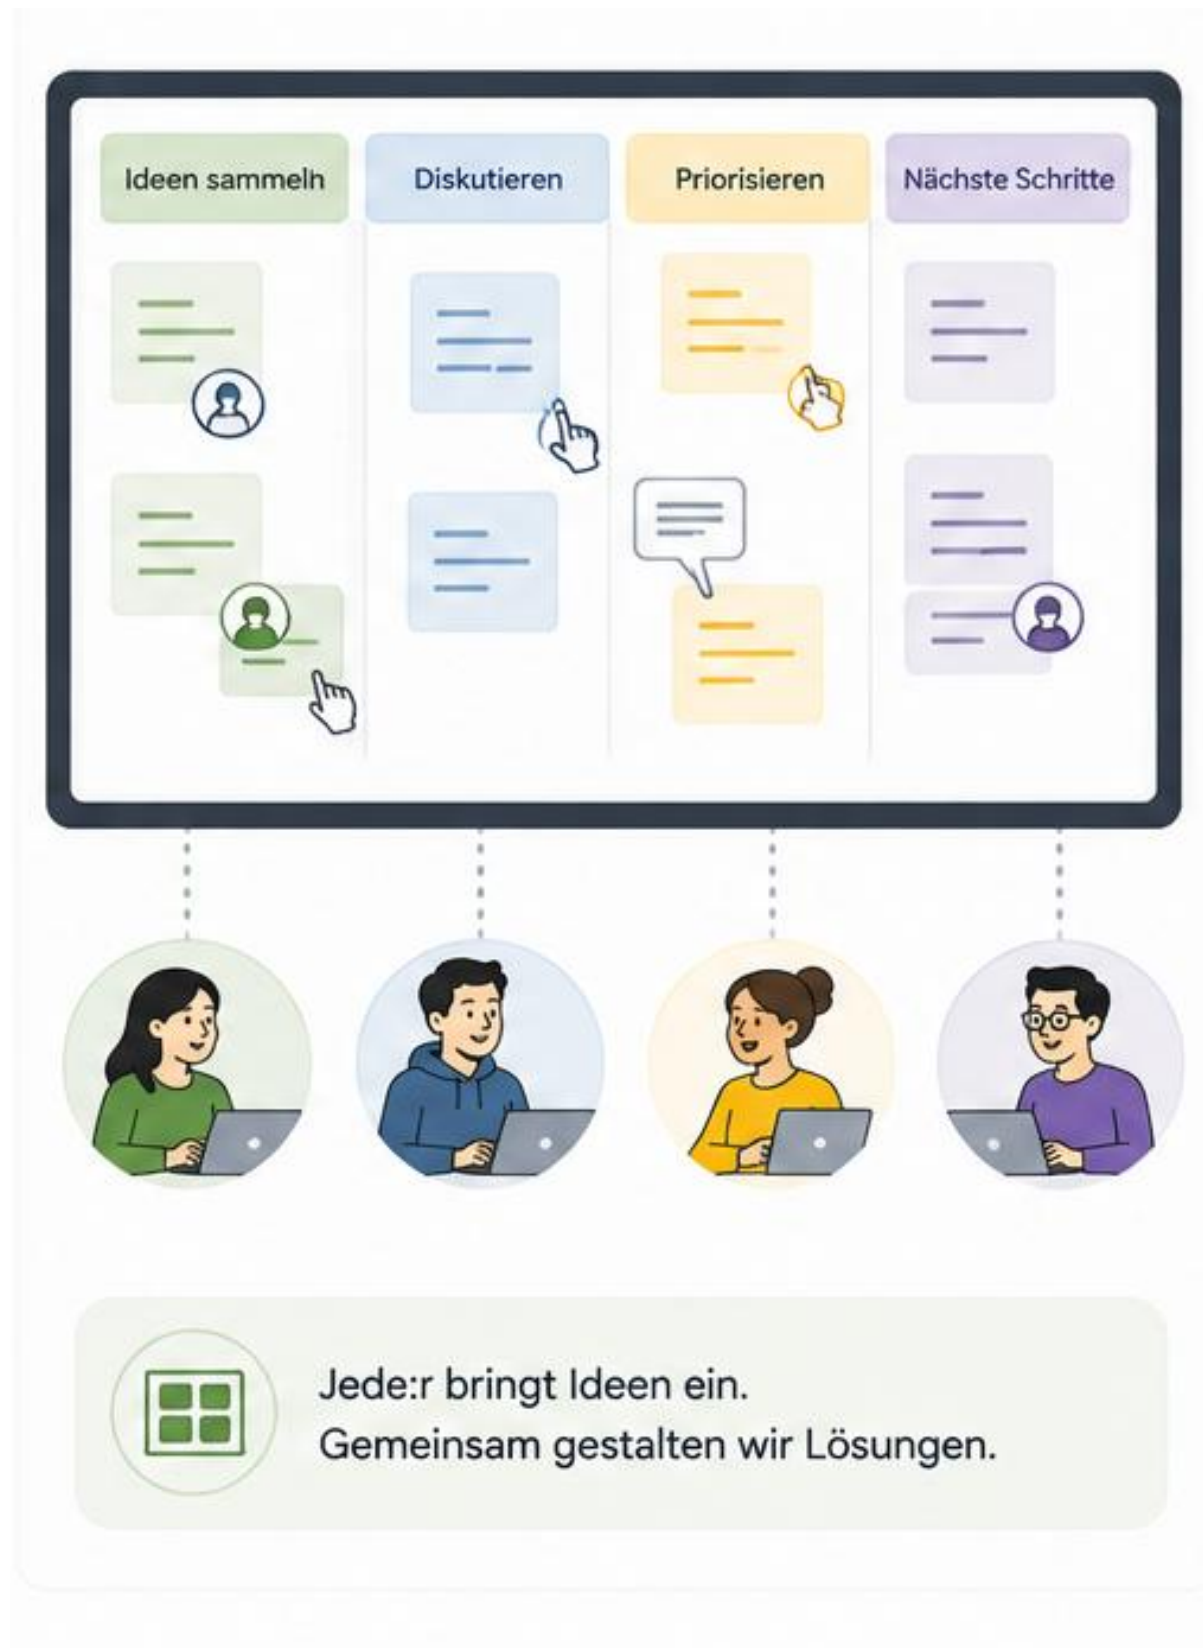 Ideen sammeln
Diskutieren
Priorisieren
Nächste Schritte
Jede:r bringt Ideen ein.
Gemeinsam gestalten wir Lösungen.